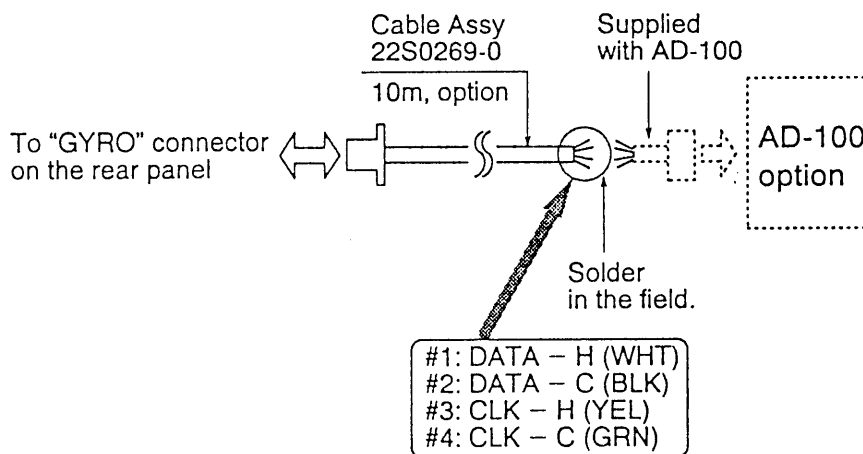 Cable Assy
22S0269-0
10m, option
Supplied
with AD-100
To “GYRO” connector
on the rear panel
AD-100
option
Solder
in the field.
#1: DATA – H (WHT)
#2: DATA – C (BLK)
#3: CLK – H (YEL)
#4: CLK – C (GRN)